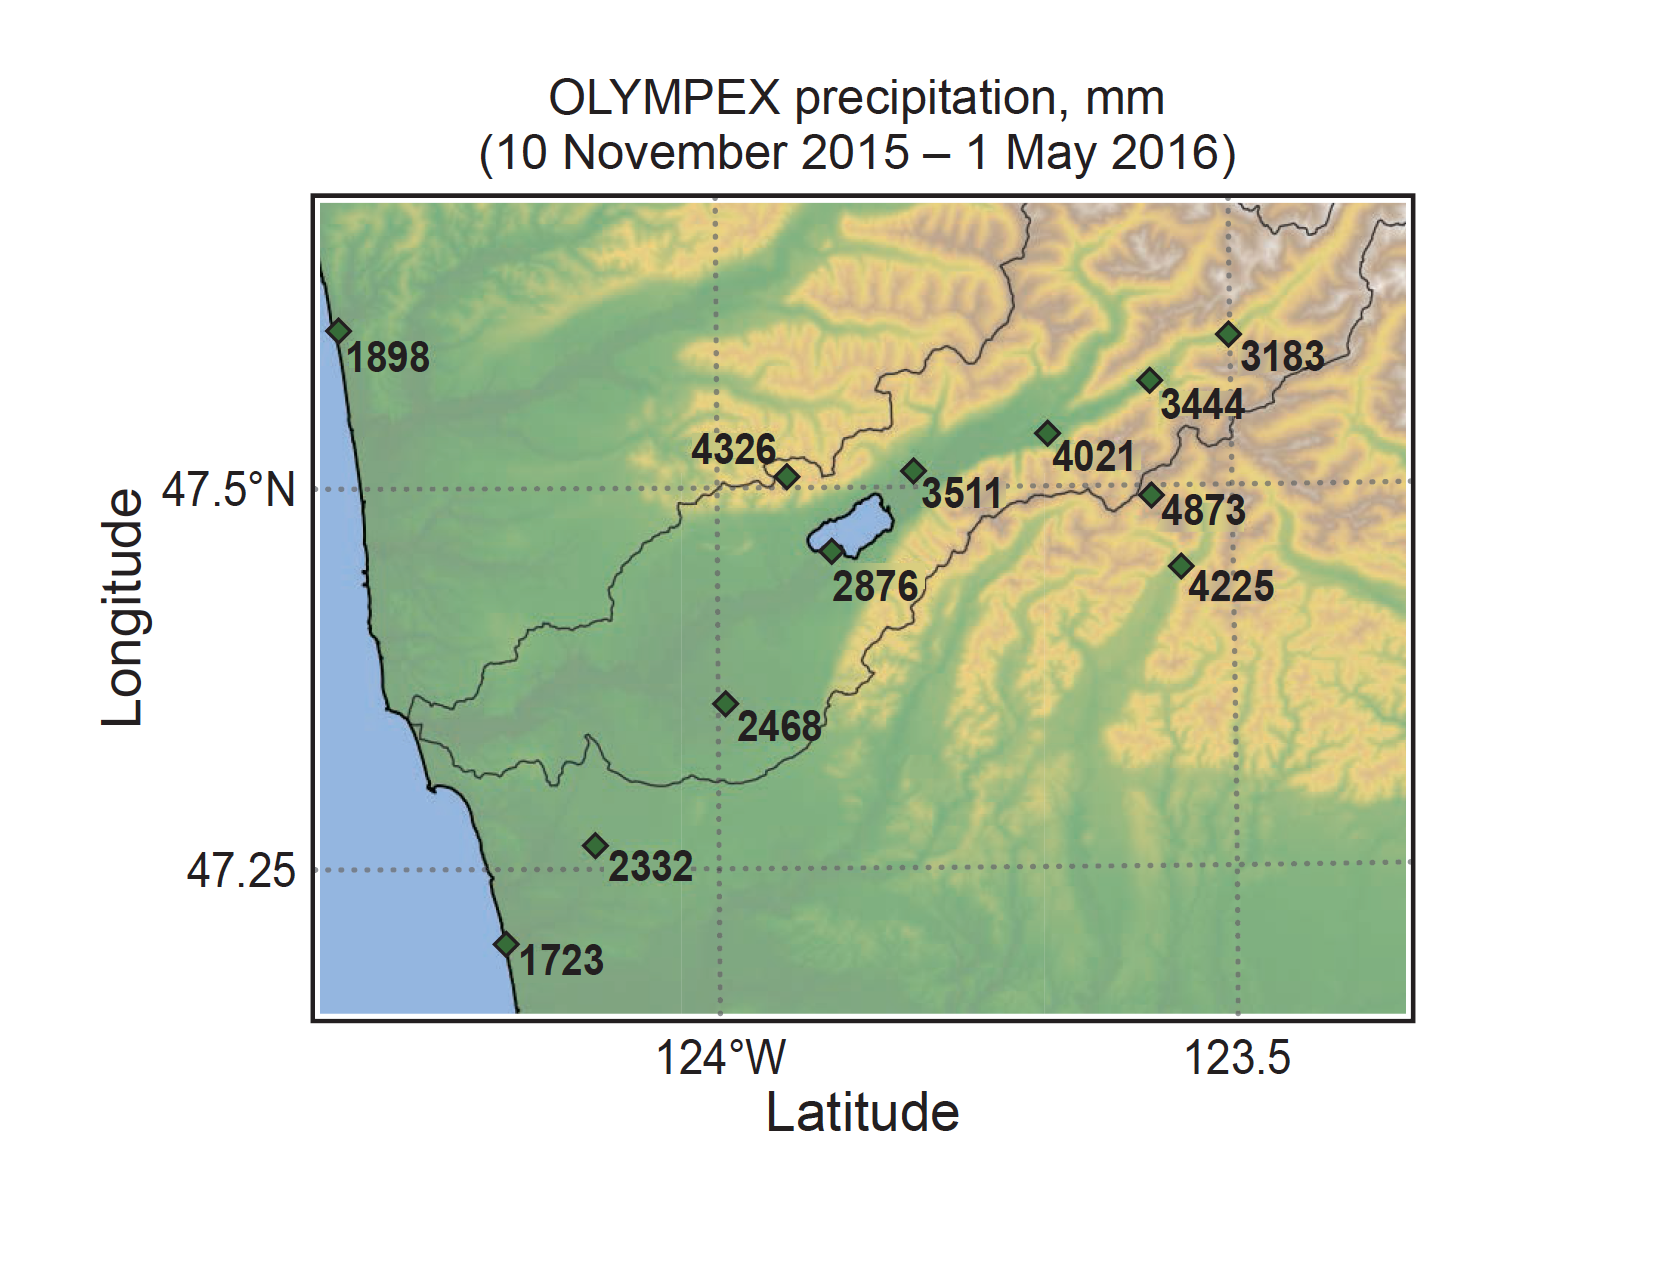 OLYMPEX precipitation, mm
(10 November 2015 – 1 May 2016)
1898
3183
3444
4326
4021
47.5°N
3511
4873
2876
4225
Longitude
2468
47.25
2332
1723
124°W
123.5
Latitude